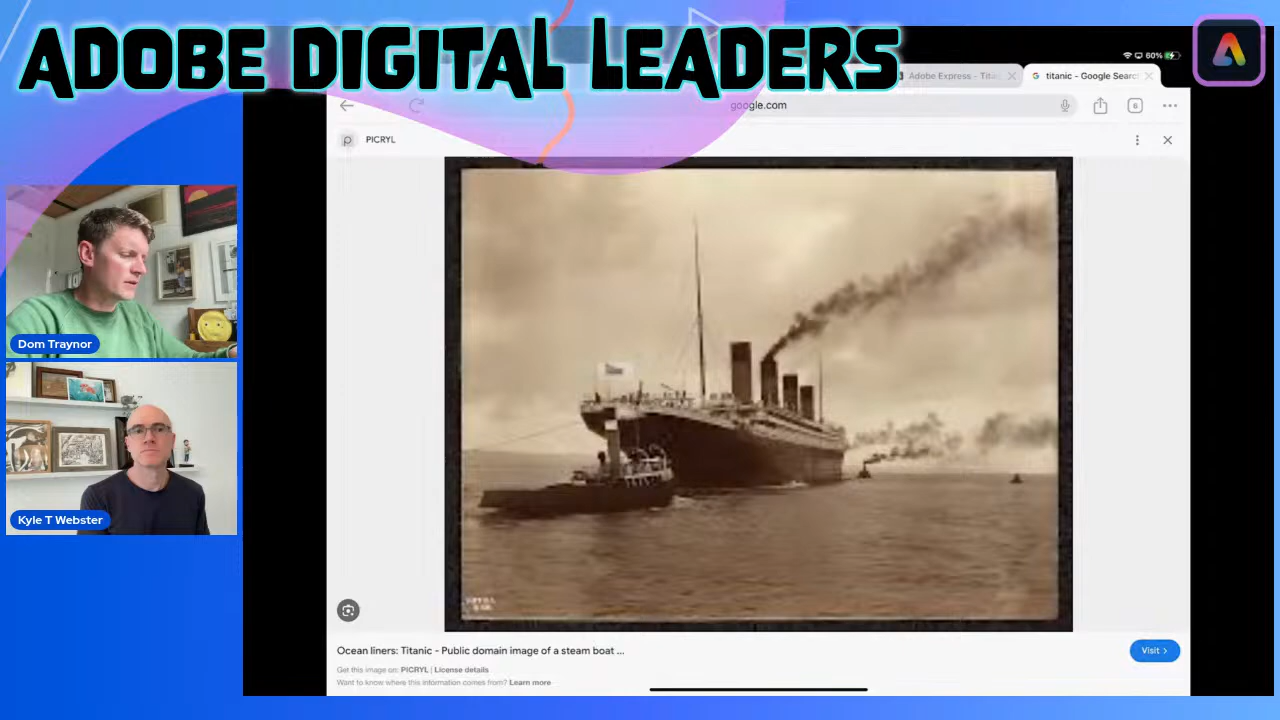 ADOBE DIGITAL LEADERS
60%
Adobe Express - Tita
titanic - Google Search
google.com
6
PICRYL
Dom Traynor
Kyle T Webster
Ocean liners: Titanic - Public domain image of a steam boat ...
Visit
Get this image on: PICRYL | License details
Want to know where this information comes from? Learn more